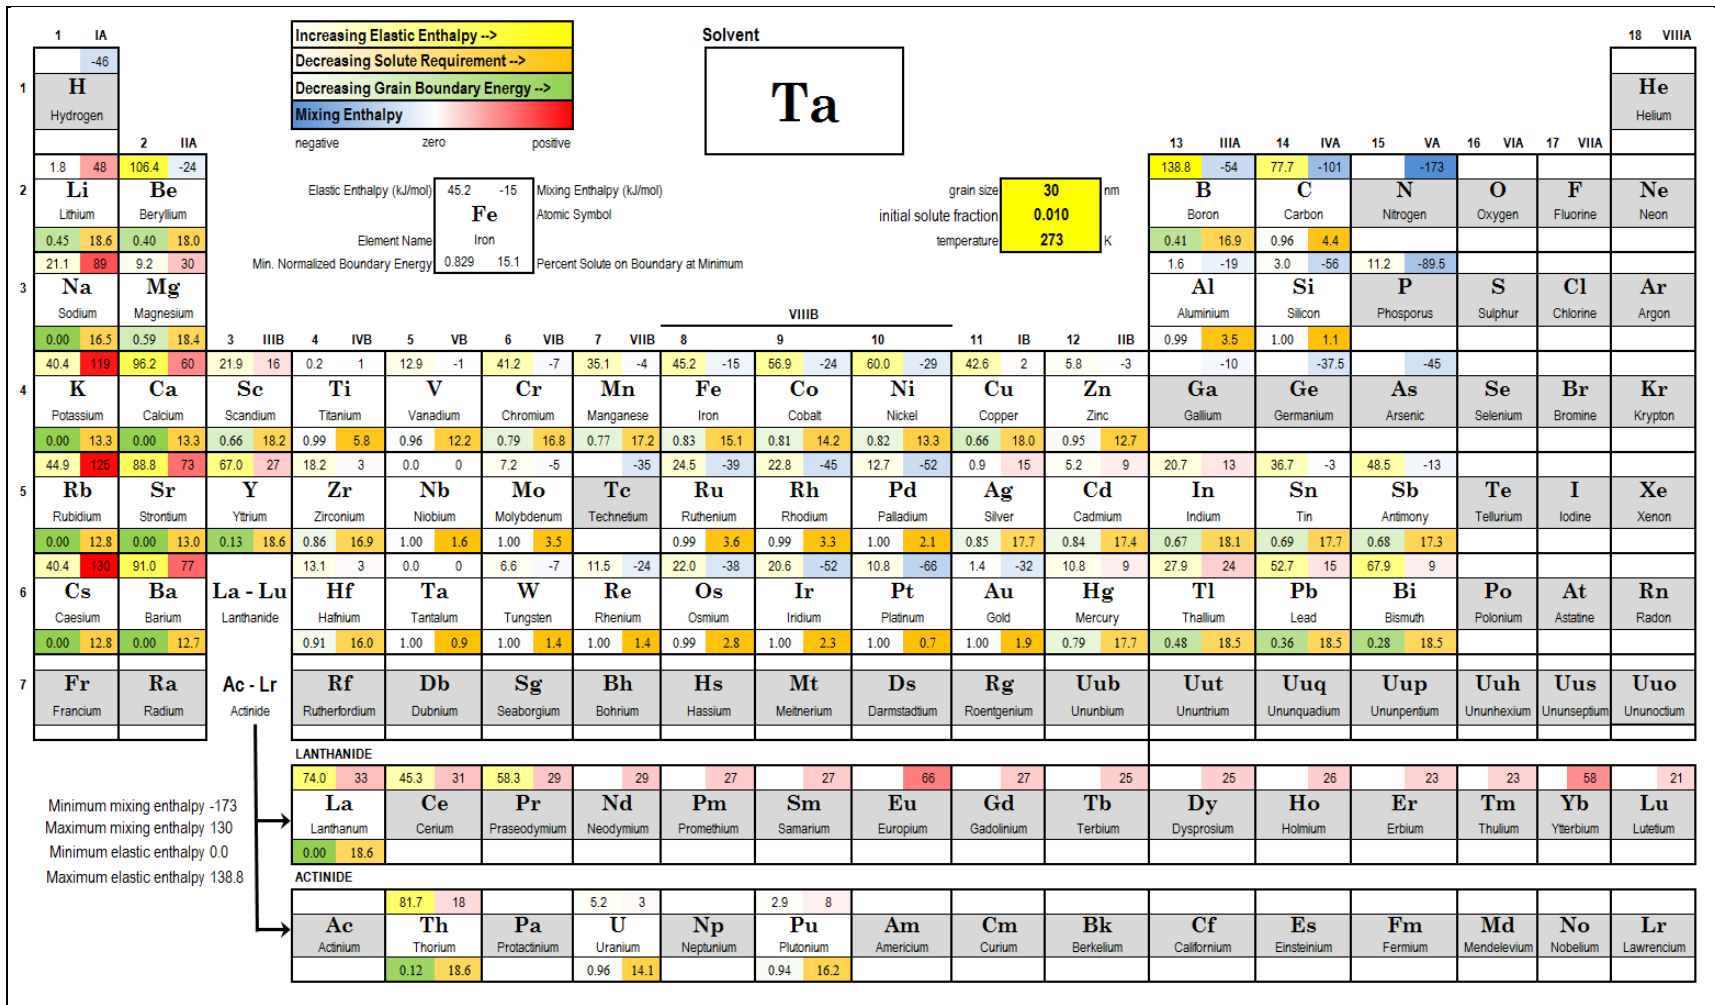 1 IA Increasing Elastic Enthalpy --> Solvent 18 VIIIA
-46 Decreasing Solute Requirement -->
1 H Decreasing Grain Boundary Energy --> Ta He
Hydrogen Mixing Enthalpy Helium
2 IIA negative zero positive 13 IIIA 14 IVA 15 VA 16 VIA 17 VIIA
1.8 48 106.4 -24 138.8 -54 77.7 -101 -173
2 Li Be Elastic Enthalpy (kJ/mol) 45.2 -15 Mixing Enthalpy (kJ/mol) grain size 30 nm B C N O F Ne
Lithium Beryllium Fe Atomic Symbol initial solute fraction 0.010 Boron Carbon Nitrogen Oxygen Fluorine Neon
0.45 18.6 0.40 18.0 Element Name Iron temperature 273 K 0.41 16.9 0.96 4.4
21.1 89 9.2 30 Min. Normalized Boundary Energy 0.829 15.1 Percent Solute on Boundary at Minimum 1.6 -19 3.0 -56 11.2 -89.5
3 Na Mg Al Si P S Cl Ar
Sodium Magnesium VIIIB Aluminium Silicon Phosporus Sulphur Chlorine Argon
0.00 16.5 0.59 18.4 3 IIIB 4 IVB 5 VB 6 VIB 7 VIIB 8 9 10 11 IB 12 IIB 0.99 3.5 1.00 1.1
40.4 119 96.2 60 21.9 16 0.2 1 12.9 -1 41.2 -7 35.1 -4 45.2 -15 56.9 -24 60.0 -29 42.6 2 5.8 -3 -10 -37.5 -45
4 K Ca Sc Ti V Cr Mn Fe Co Ni Cu Zn Ga Ge As Se Br Kr
Potassium Calcium Scandium Titanium Vanadium Chromium Manganese Iron Cobalt Nickel Copper Zinc Gallium Germanium Arsenic Selenium Bromine Krypton
0.00 13.3 0.00 13.3 0.66 18.2 0.99 5.8 0.96 12.2 0.79 16.8 0.77 17.2 0.83 15.1 0.81 14.2 0.82 13.3 0.66 18.0 0.95 12.7
44.9 126 88.8 73 67.0 27 18.2 3 0.0 0 7.2 -5 -35 24.5 -39 22.8 -45 12.7 -52 0.9 15 5.2 9 20.7 13 36.7 -3 48.5 -13
5 Rb Sr Y Zr Nb Mo Tc Ru Rh Pd Ag Cd In Sn Sb Te I Xe
Rubidium Strontium Yttrium Zirconium Niobium Molybdenum Technetium Ruthenium Rhodium Palladium Silver Cadmium Indium Tin Antimony Tellurium Iodine Xenon
0.00 12.8 0.00 13.0 0.13 18.6 0.86 16.9 1.00 1.6 1.00 3.5 0.99 3.6 0.99 3.3 1.00 2.1 0.85 17.7 0.84 17.4 0.67 18.1 0.69 17.7 0.68 17.3
40.4 130 91.0 77 13.1 3 0.0 0 6.6 -7 11.5 -24 22.0 -38 20.6 -52 10.8 -66 1.4 -32 10.8 9 27.9 24 52.7 15 67.9 9
6 Cs Ba La - Lu Hf Ta W Re Os Ir Pt Au Hg Tl Pb Bi Po At Rn
Caesium Barium Lanthanide Hafnium Tantalum Tungsten Rhenium Osmium Iridium Platinum Gold Mercury Thallium Lead Bismuth Polonium Astatine Radon
0.00 12.8 0.00 12.7 0.91 16.0 1.00 0.9 1.00 1.4 1.00 1.4 0.99 2.8 1.00 2.3 1.00 0.7 1.00 1.9 0.79 17.7 0.48 18.5 0.36 18.5 0.28 18.5
7 Fr Ra Ac - Lr Rf Db Sg Bh Hs Mt Ds Rg Uub Uut Uuq Uup Uuh Uus Uuo
Francium Radium Actinide Rutherfordium Dubnium Seaborgium Bohrium Hassium Meitnerium Darmstadtium Roentgenium Ununbium Ununtrium Ununquadium Ununpentium Ununhexium Ununseptium Ununoctium
LANTHANIDE
74.0 33 45.3 31 58.3 29 29 27 27 66 27 25 25 26 23 23 58 21
Minimum mixing enthalpy -173 La Ce Pr Nd Pm Sm Eu Gd Tb Dy Ho Er Tm Yb Lu
Maximum mixing enthalpy 130 Lanthanum Cerium Praseodymium Neodymium Promethium Samarium Europium Gadolinium Terbium Dysprosium Holmium Erbium Thulium Ytterbium Lutetium
Minimum elastic enthalpy 0.0 0.00 18.6
Maximum elastic enthalpy 138.8 ACTINIDE
81.7 18 5.2 3 2.9 8
Ac Th Pa U Np Pu Am Cm Bk Cf Es Fm Md No Lr
Actinium Thorium Protactinium Uranium Neptunium Plutonium Americium Curium Berkelium Californium Einsteinium Fermium Mendelevium Nobelium Lawrencium
0.12 18.6 0.96 14.1 0.94 16.2